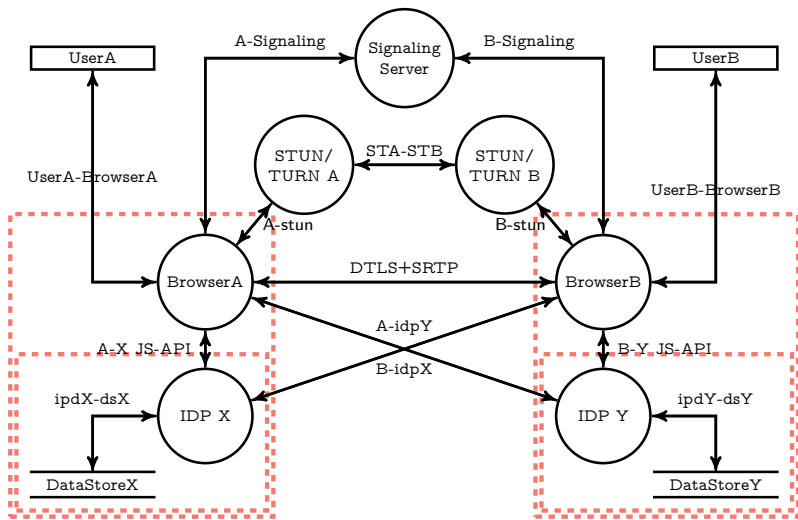 A-Signaling
Signaling
Server
B-Signaling
UserA
UserB
STUN/
TURN A
STA-STB
STUN/
TURN B
UserA-BrowserA
UserB-BrowserB
A-stun
B-stun
BrowserA
DTLS+SRTP
BrowserB
A-idpY
A-X JS-API
B-Y JS-API
B-idpX
ipdX-dsX
IDP X
IDP Y
ipdY-dsY
DataStoreX
DataStoreY